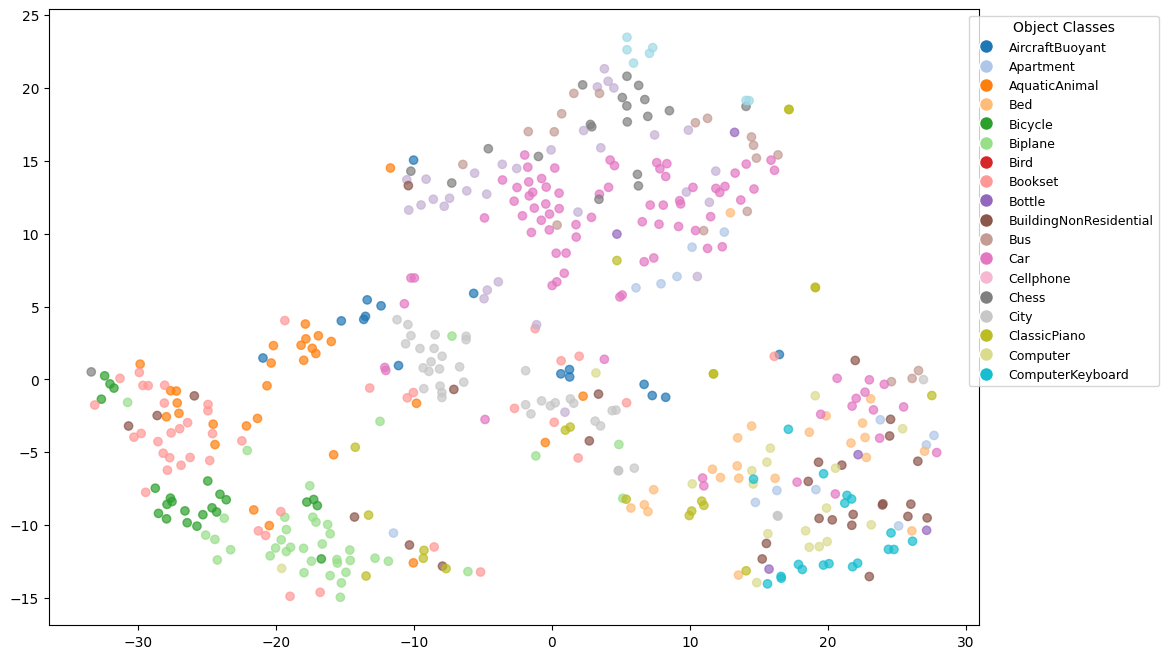 25
20
15
10
5
0
−5
−10
−15
−30
−20
−10
0
10
20
30
Object Classes
AircraftBuoyant
Apartment
AquaticAnimal
Bed
Bicycle
Biplane
Bird
Bookset
Bottle
BuildingNonResidential
Bus
Car
Cellphone
Chess
City
ClassicPiano
Computer
ComputerKeyboard